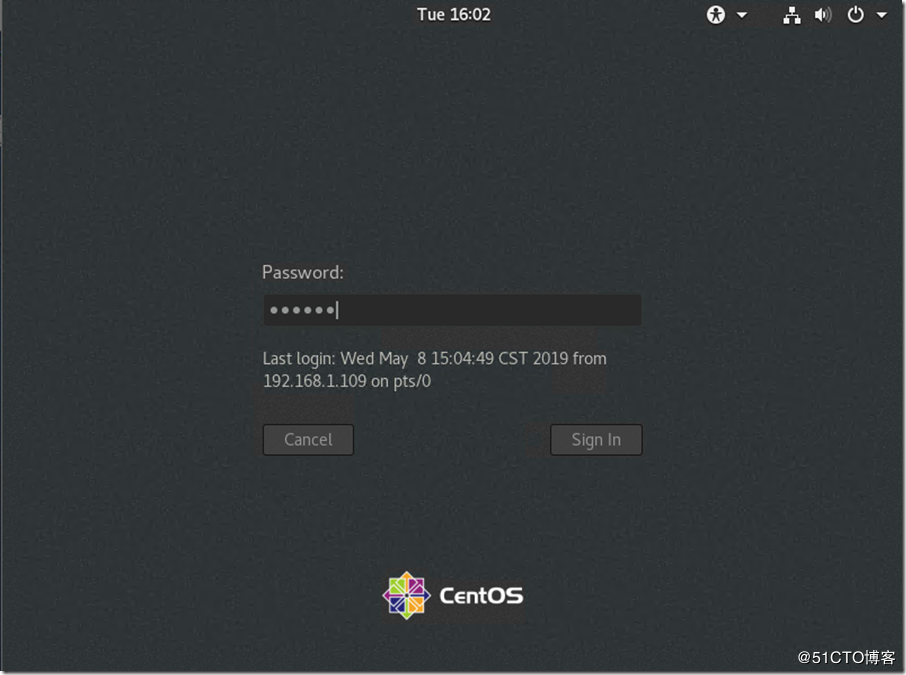 Tue 16:02
Password:
••••••
Last login: Wed May  8 15:04:49 CST 2019 from
192.168.1.109 on pts/0
Cancel
Sign In
CentOS
@51CTO博客